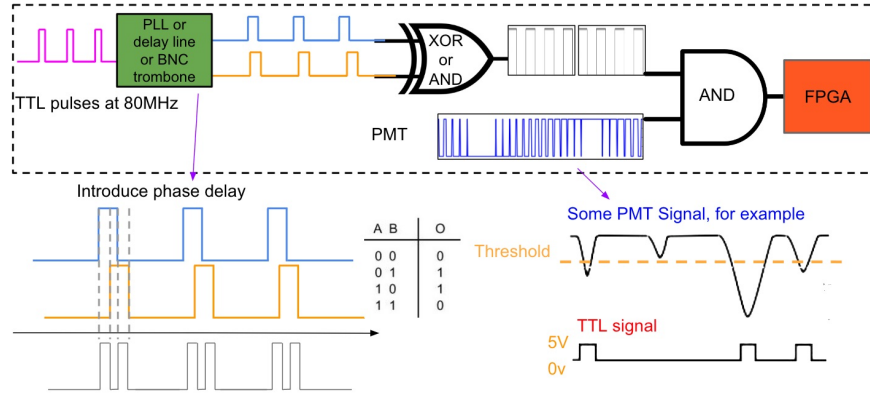 PLL or
delay line
or BNC
trombone
TTL pulses at 80MHz
XOR
or
AND
PMT
AND
FPGA
Introduce phase delay
A B O
0 0 0
0 1 1
1 0 1
1 1 0
Some PMT Signal, for example
Threshold
TTL signal
5V
0v